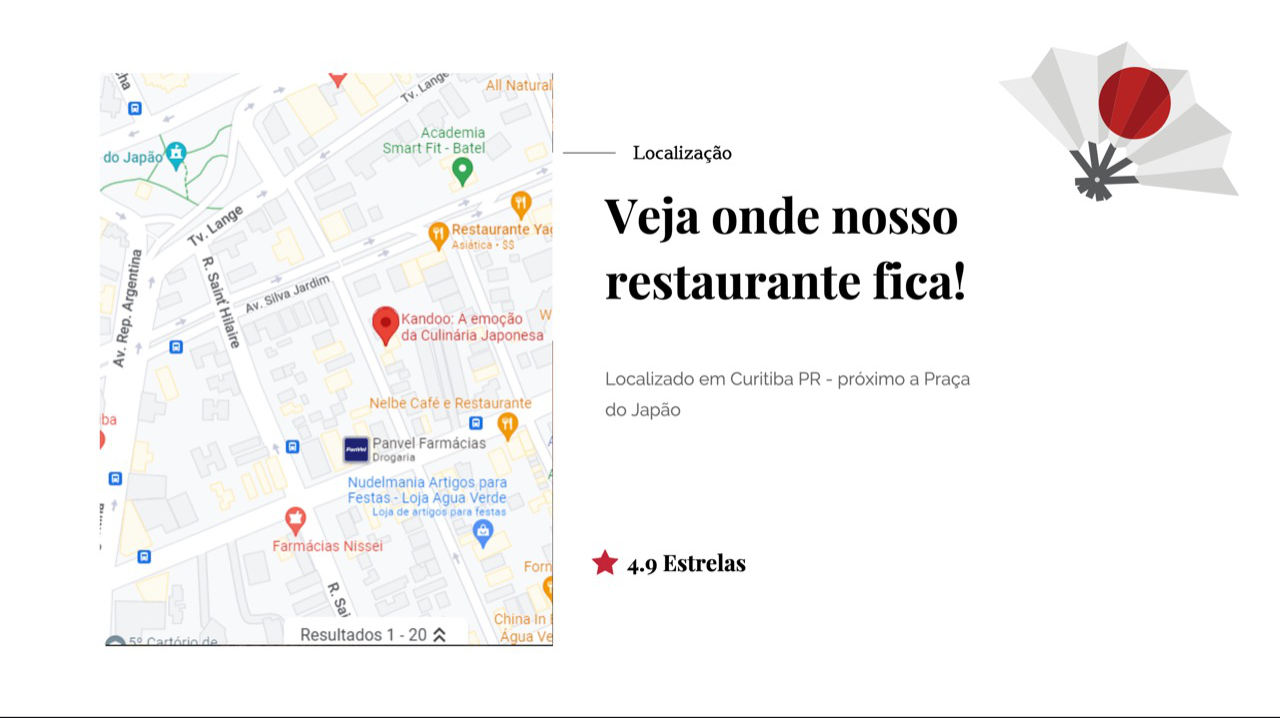 All Natural
Tv. Lange
Academia
Smart Fit - Batel
do Japão
Tv. Lange
Restaurante
Asiática • $$
Av. Rep. Argentina
R. Saint Hilaire
Av. Silva Jardim
Kandoo: A emoção
da Culinária Japonesa
Nelbe Café e Restaurante
Panvel Farmácias
Drogaria
Nudelmania Artigos para
Festas - Loja Agua Verde
Loja de artigos para festas
Farmácias Nissei
China In
Água Ve
5º Cartório de
Resultados 1 - 20
Localização
Veja onde nosso
restaurante fica!
Localizado em Curitiba PR - próximo a Praça
do Japão
4.9 Estrelas